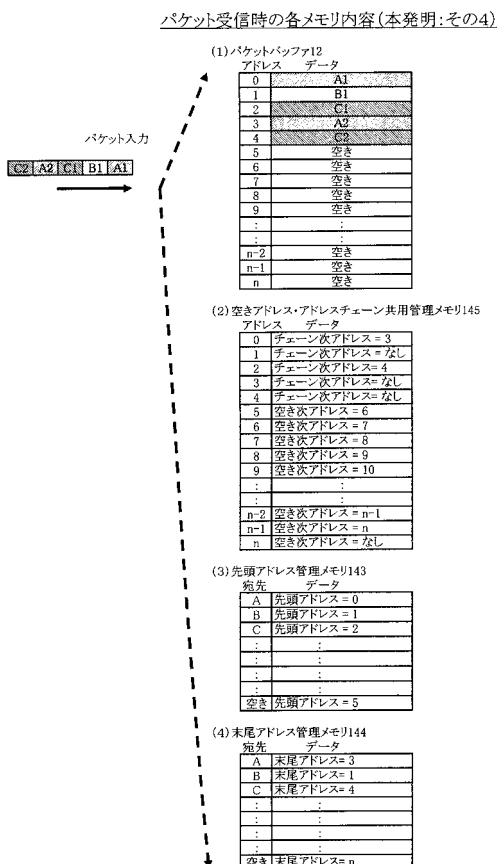 パケット受信時の各メモリ内容(本発明:その4)
(1)パケットバッファ12
アドレス データ
0 A1
1 B1
2 C1
3 A2
4 C2
5 空き
6 空き
7 空き
8 空き
9 空き
: :
: :
n-2 空き
n-1 空き
n 空き
パケット入力
C2 A2 C1 B1 A1
(2)空きアドレス・アドレスチェーン共用管理メモリ145
アドレス データ
0 チェーン次アドレス = 3
1 チェーン次アドレス = なし
2 チェーン次アドレス= 4
3 チェーン次アドレス= なし
4 チェーン次アドレス= なし
5 空き次アドレス = 6
6 空き次アドレス = 7
7 空き次アドレス = 8
8 空き次アドレス = 9
9 空き次アドレス = 10
: :
: :
n-2 空き次アドレス = n-1
n-1 空き次アドレス = n
n 空き次アドレス = なし
(3)先頭アドレス管理メモリ143
宛先 データ
A 先頭アドレス = 0
B 先頭アドレス = 1
C 先頭アドレス = 2
: :
: :
: :
: :
空き 先頭アドレス = 5
(4)末尾アドレス管理メモリ144
宛先 データ
A 末尾アドレス= 3
B 末尾アドレス= 1
C 末尾アドレス= 4
: :
: :
: :
: :
空き 末尾アドレス= n